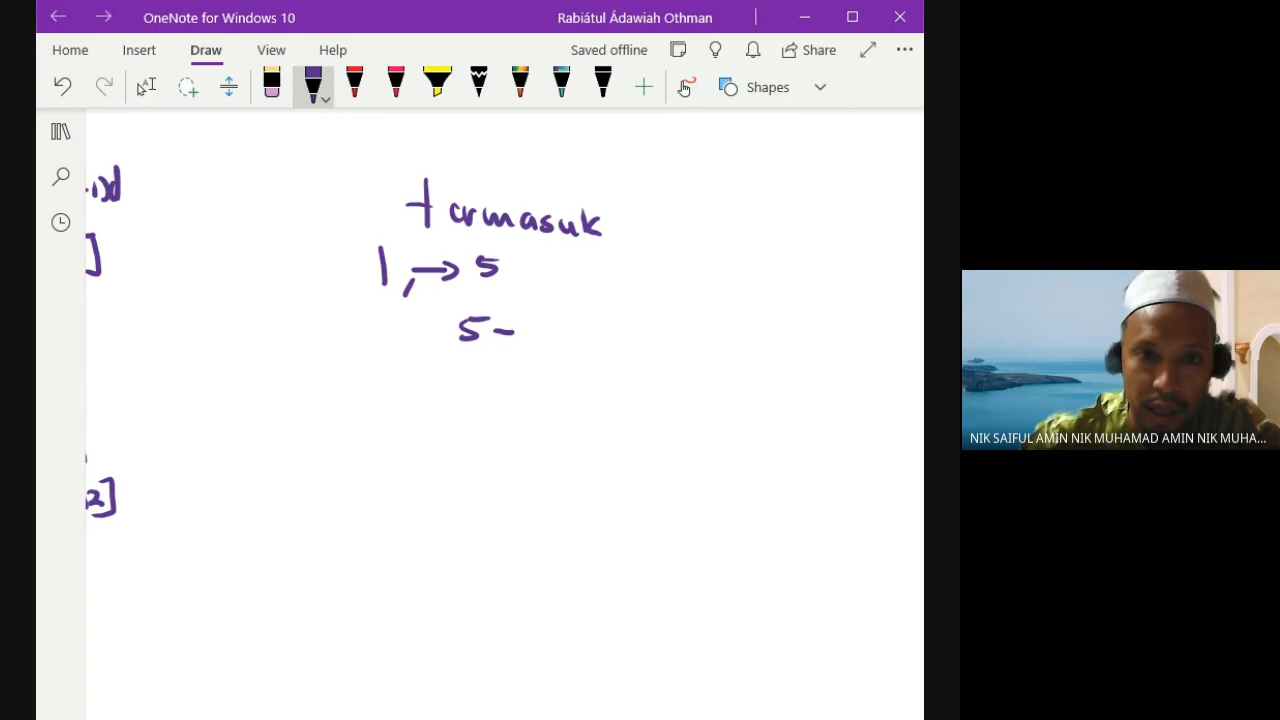 OneNote for Windows 10
Rabiátul Ádawiah Othman
Home Insert Draw View Help Saved offline Share
Shapes
termasuk
1, → 5
5 -
]
2]
NIK SAIFUL AMIN NIK MUHAMAD AMIN NIK MUHA...